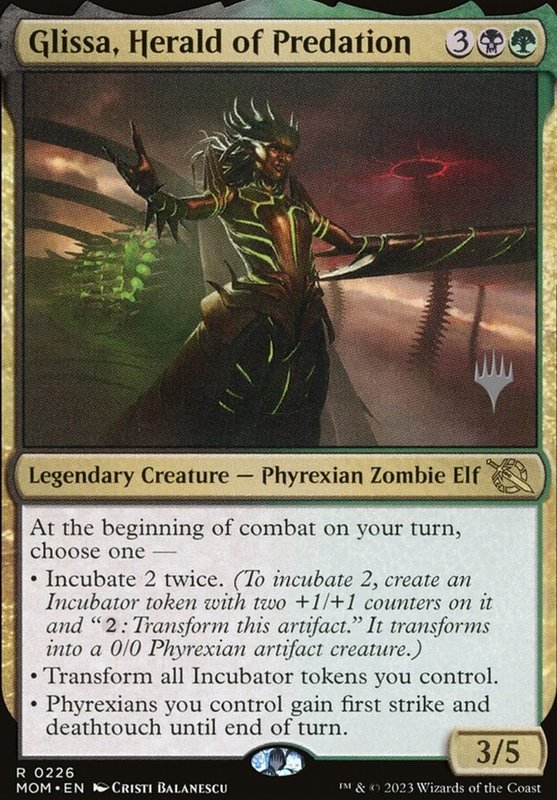 Glissa, Herald of Predation 3
Legendary Creature — Phyrexian Zombie Elf
At the beginning of combat on your turn,
choose one —
• Incubate 2 twice. (To incubate 2, create an
Incubator token with two +1/+1 counters on it
and “2: Transform this artifact.” It transforms
into a 0/0 Phyrexian artifact creature.)
• Transform all Incubator tokens you control.
• Phyrexians you control gain first strike and
deathtouch until end of turn.
3/5
R 0226
MOM • EN Cristi Balanescu
™ & © 2023 Wizards of the Coast